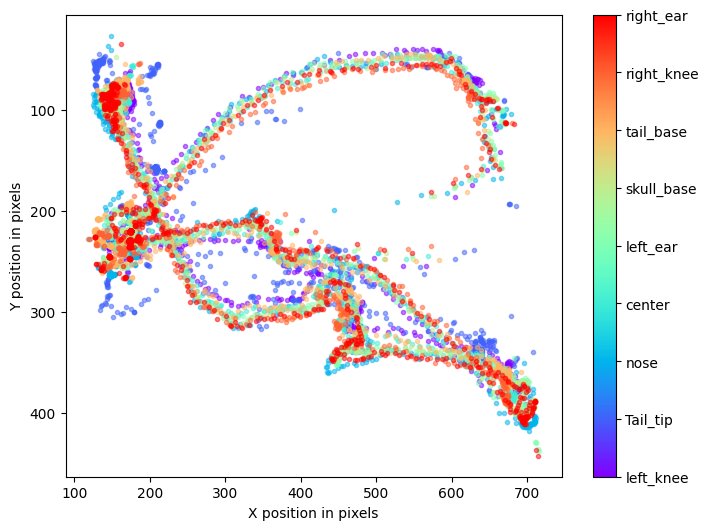 100
200
300
400
Y position in pixels
100
200
300
400
500
600
700
X position in pixels
right_ear
right_knee
tail_base
skull_base
left_ear
center
nose
Tail_tip
left_knee